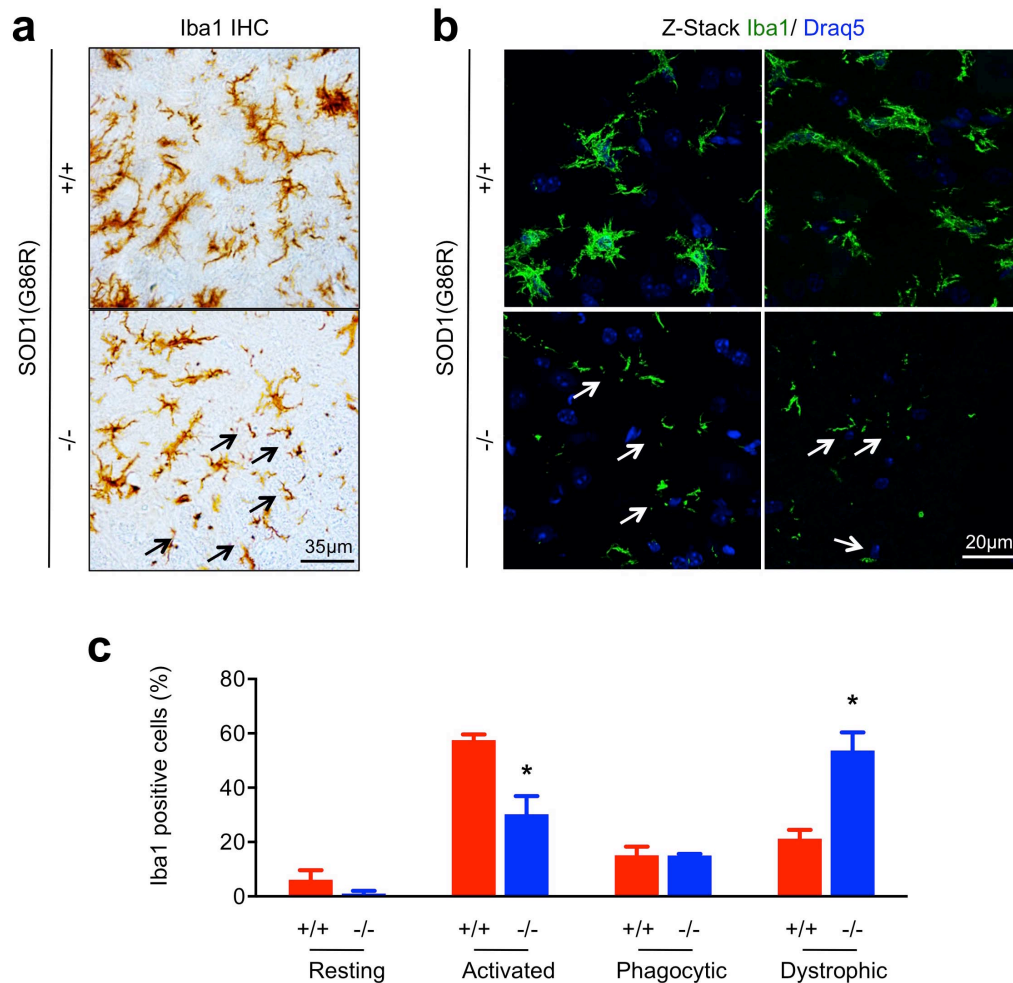 a
Iba1 IHC
SOD1(G86R)
+/+
-/-
35µm
b
Z-Stack Iba1/ Draq5
SOD1(G86R)
+/+
-/-
20µm
c
Iba1 positive cells (%)
80
60
40
20
0
*
*
+/+ -/- +/+ -/- +/+ -/- +/+ -/-
Resting Activated Phagocytic Dystrophic